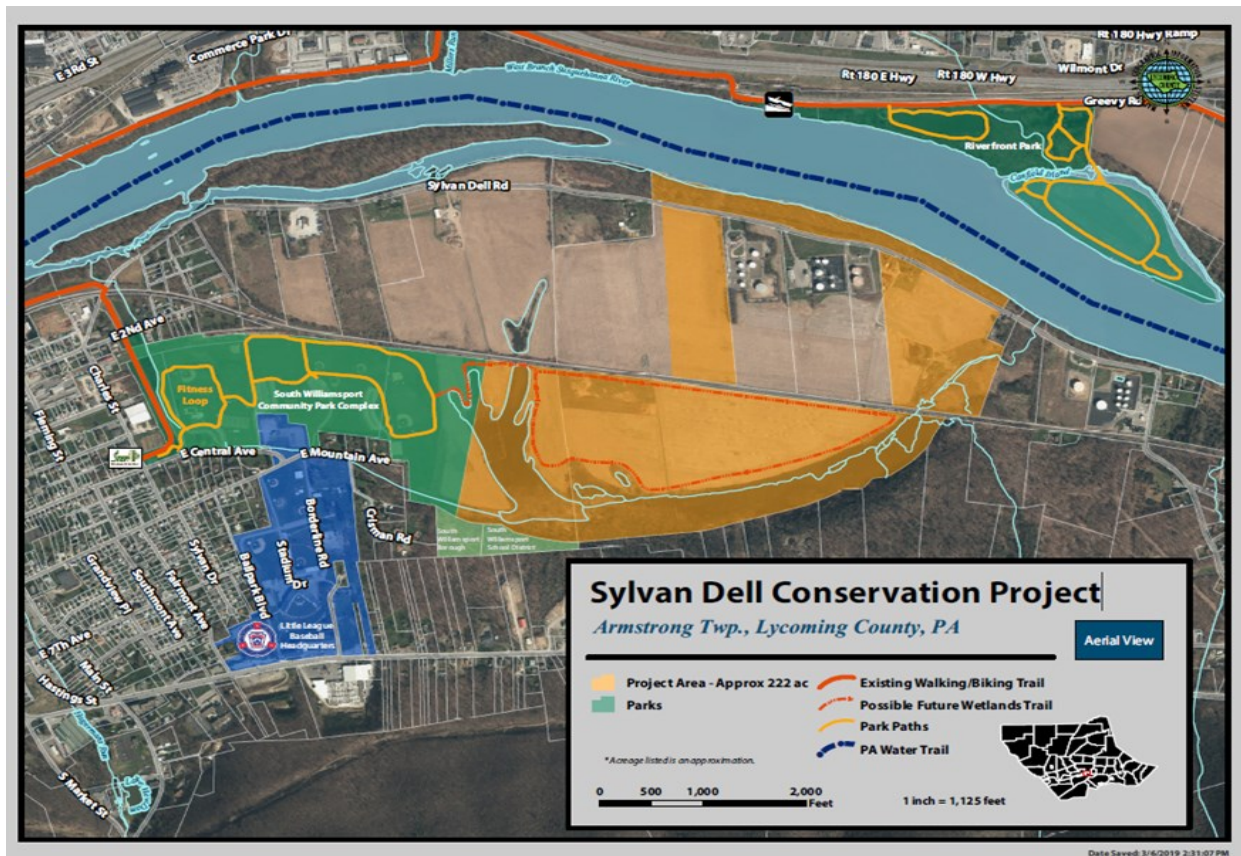 Commerce Park Dr
E 3Rd St
Millers Run
West Branch Susquehanna River
Rt 180 Hwy Ramp
Wilmont Dr
Rt 180 E Hwy
Rt 180 W Hwy
Greevy Rd
Riverfront Park
Canfield Island
Sylvan Dell Rd
E 2Nd Ave
Charles St
Fleming St
Fitness
Loop
South Williamsport
Community Park Complex
E Central Ave
E Mountain Ave
Borderline Rd
Crisman Rd
Stadium Dr
Ballpark Blvd
Sylvan Dr
Fairmont Ave
Southmont Ave
Grandview Pl
E 7Th Ave
Main St
Hastings St
S Market St
Little League
Baseball
Headquarters
South
Williamsport
Borough
South
Williamsport
School District
Sylvan Dell Conservation Project
Armstrong Twp., Lycoming County, PA
Aerial View
Project Area - Approx 222 ac
Parks
Existing Walking/Biking Trail
Possible Future Wetlands Trail
Park Paths
PA Water Trail
*Acreage listed is an approximation.
0 500 1,000 2,000
Feet
1 inch = 1,125 feet
Date Saved: 3/6/2019 2:31:07 PM